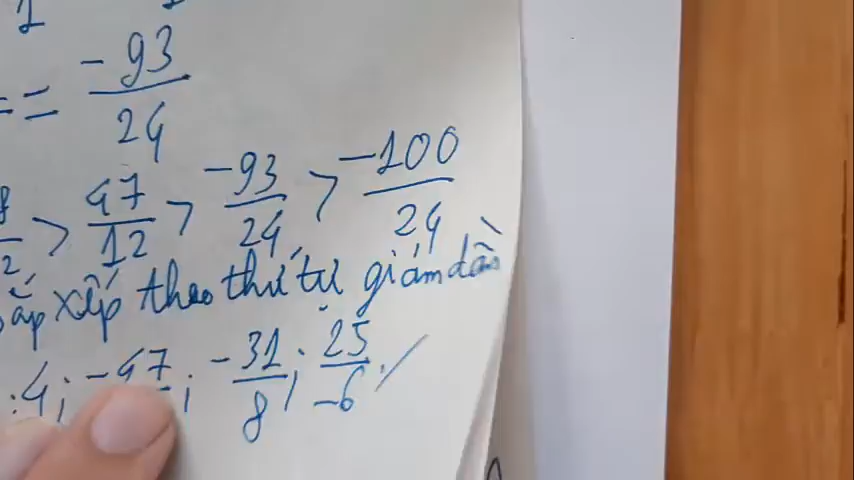 = -93/24
> 47/12 > -93/24 > -100/24
xếp theo thứ tự giảm dần
4; -47 ; -31/8; 25/-6.